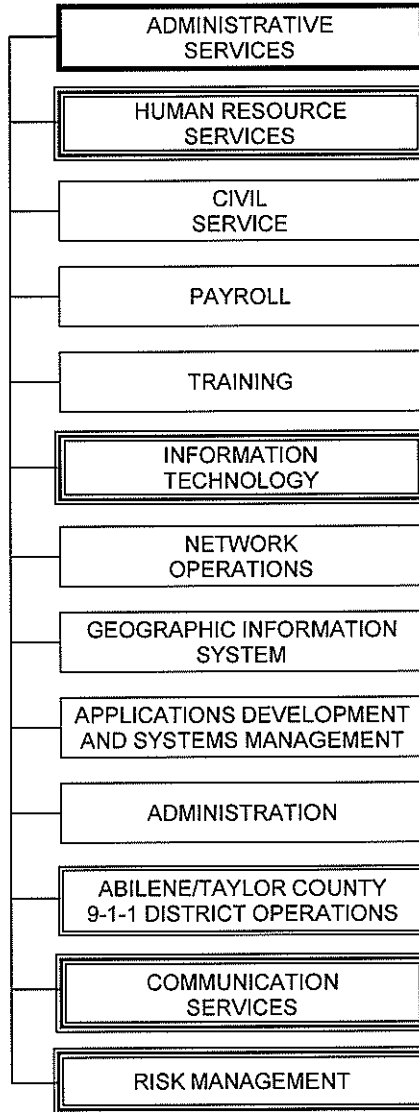 ADMINISTRATIVE
SERVICES
HUMAN RESOURCE
SERVICES
CIVIL
SERVICE
PAYROLL
TRAINING
INFORMATION
TECHNOLOGY
NETWORK
OPERATIONS
GEOGRAPHIC INFORMATION
SYSTEM
APPLICATIONS DEVELOPMENT
AND SYSTEMS MANAGEMENT
ADMINISTRATION
ABILENE/TAYLOR COUNTY
9-1-1 DISTRICT OPERATIONS
COMMUNICATION
SERVICES
RISK MANAGEMENT